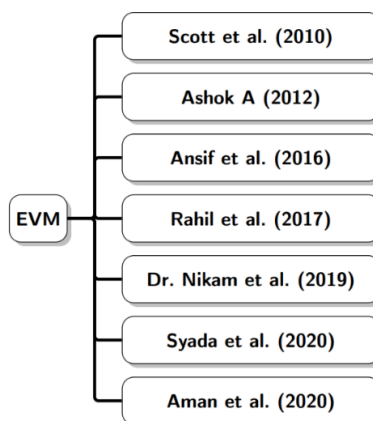 Scott et al. (2010)
Ashok A (2012)
Ansif et al. (2016)
EVM
Rahil et al. (2017)
Dr. Nikam et al. (2019)
Syada et al. (2020)
Aman et al. (2020)